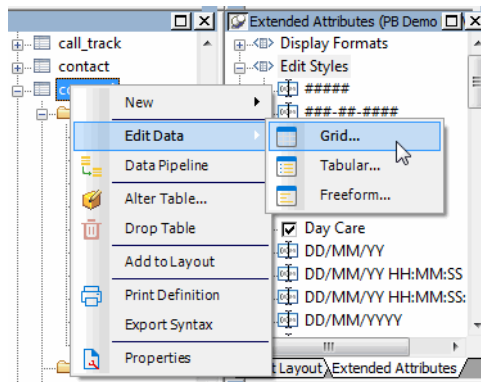 Extended Attributes (PB Demo
call_track
contact
Display Formats
Edit Styles
#####
###-##-####
New
Edit Data
Data Pipeline
Alter Table...
Drop Table
Add to Layout
Print Definition
Export Syntax
Properties
Grid...
Tabular...
Freeform...
Day Care
DD/MM/YY
DD/MM/YY HH:MM:SS
DD/MM/YY HH:MM:SS:
DD/MM/YYYY
Layout
Extended Attributes